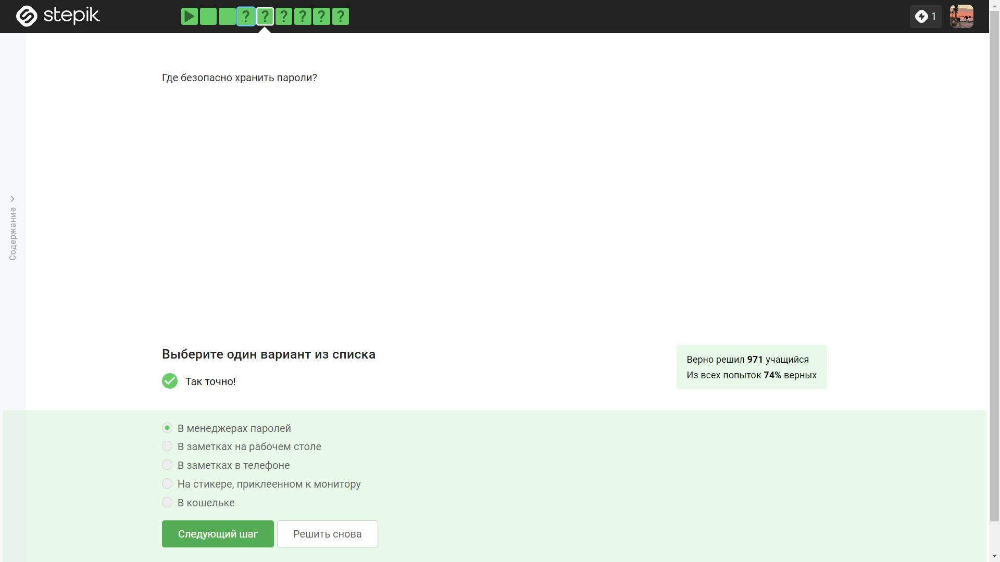 stepik
? ? ? ? ? ?
1
Содержание
Где безопасно хранить пароли?
Выберите один вариант из списка
Так точно!
Верно решил 971 учащийся
Из всех попыток 74% верных
В менеджерах паролей
В заметках на рабочем столе
В заметках в телефоне
На стикере, приклеенном к монитору
В кошельке
Следующий шаг
Решить снова